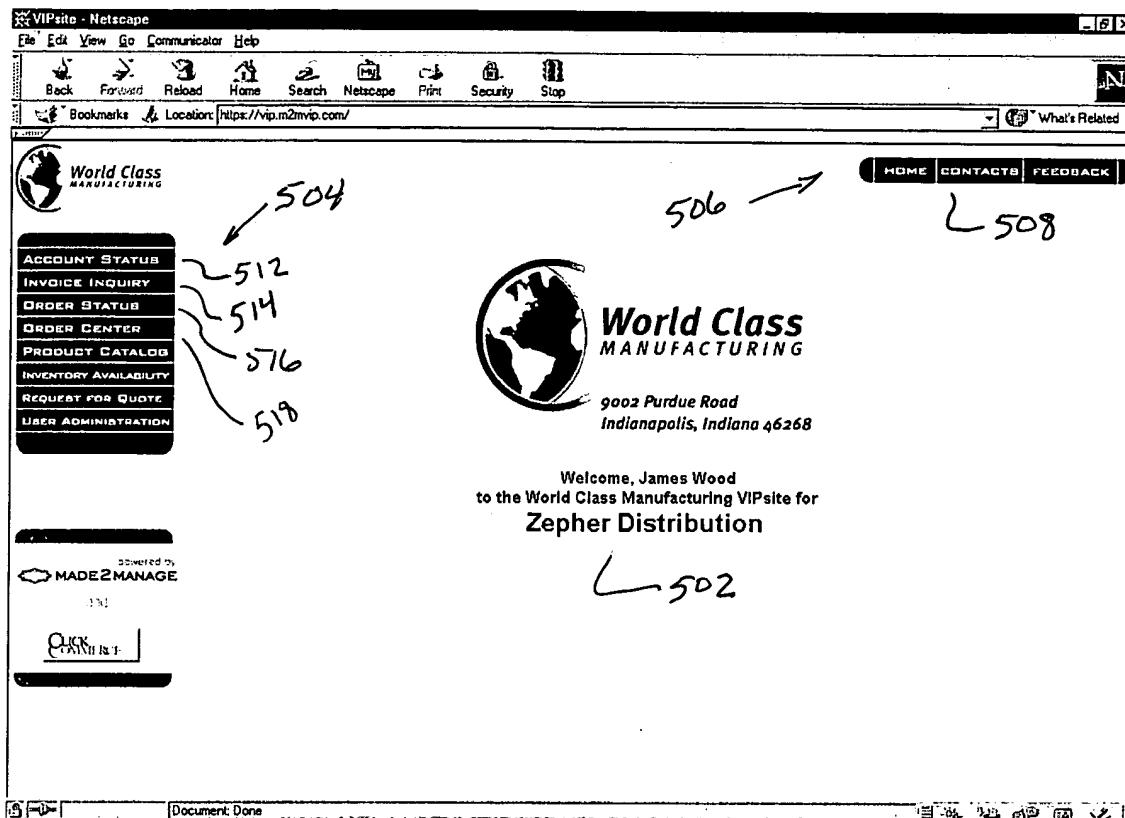 VIPsite - Netscape
File Edit View Go Communicator Help
Back Forward Reload Home Search Netscape Print Security Stop
Bookmarks Location: https://vip.m2mvip.com/ What's Related
World Class
MANUFACTURING
HOME CONTACTS FEEDBACK
504
506
508
ACCOUNT STATUS
512
INVOICE INQUIRY
514
ORDER STATUS
516
ORDER CENTER
518
PRODUCT CATALOG
INVENTORY AVAILABILITY
REQUEST FOR QUOTE
USER ADMINISTRATION
World Class
MANUFACTURING
9002 Purdue Road
Indianapolis, Indiana 46268
Welcome, James Wood
to the World Class Manufacturing VIPsite for
Zepher Distribution
502
powered by
MADE2MANAGE
and
CLICK
COMMERCE
Document: Done